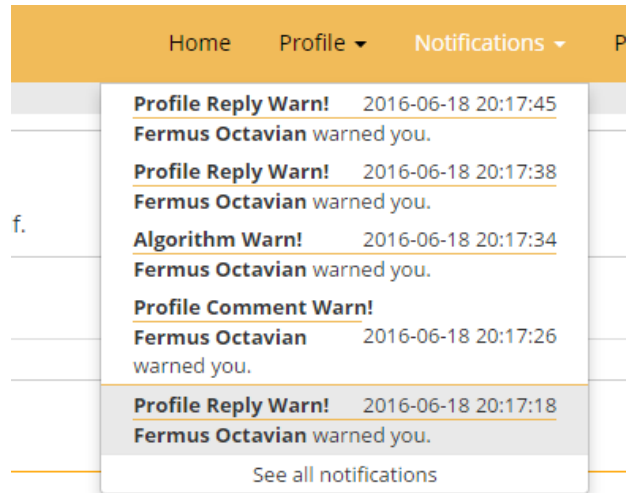 Home Profile Notifications P
f.
Profile Reply Warn! 2016-06-18 20:17:45
Fermus Octavian warned you.
Profile Reply Warn! 2016-06-18 20:17:38
Fermus Octavian warned you.
Algorithm Warn! 2016-06-18 20:17:34
Fermus Octavian warned you.
Profile Comment Warn!
Fermus Octavian 2016-06-18 20:17:26
warned you.
Profile Reply Warn! 2016-06-18 20:17:18
Fermus Octavian warned you.
See all notifications